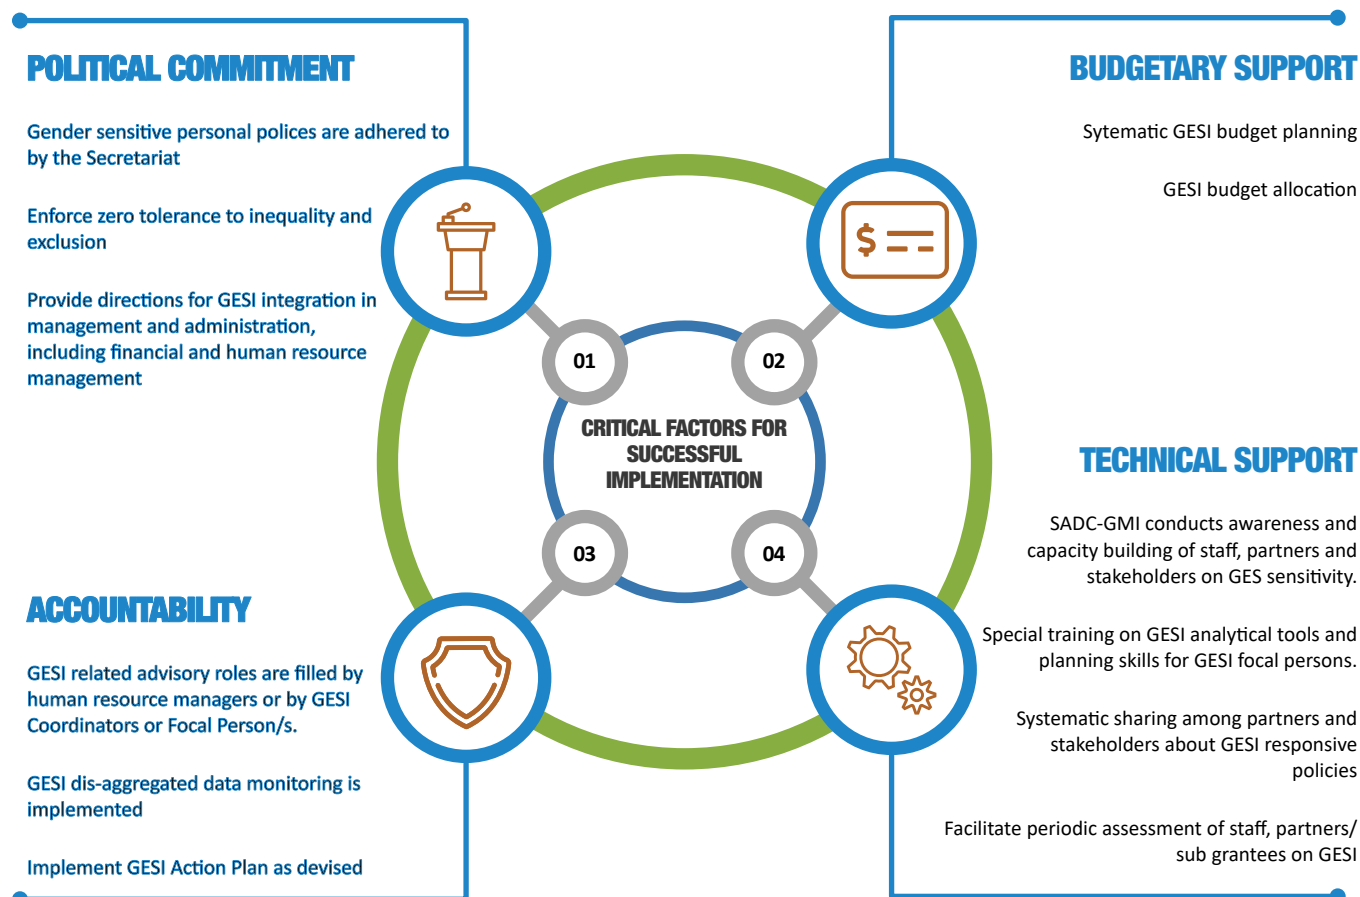 POLITICAL COMMITMENT
Gender sensitive personal polices are adhered to
by the Secretariat
Enforce zero tolerance to inequality and
exclusion
Provide directions for GESI integration in
management and administration,
including financial and human resource
management
BUDGETARY SUPPORT
Sytematic GESI budget planning
GESI budget allocation
$
01
02
CRITICAL FACTORS FOR
SUCCESSFUL
IMPLEMENTATION
03
04
ACCOUNTABILITY
GESI related advisory roles are filled by
human resource managers or by GESI
Coordinators or Focal Person/s.
GESI dis-aggregated data monitoring is
implemented
Implement GESI Action Plan as devised
TECHNICAL SUPPORT
SADC-GMI conducts awareness and
capacity building of staff, partners and
stakeholders on GES sensitivity.
Special training on GESI analytical tools and
planning skills for GESI focal persons.
Systematic sharing among partners and
stakeholders about GESI responsive
policies
Facilitate periodic assessment of staff, partners/
sub grantees on GESI